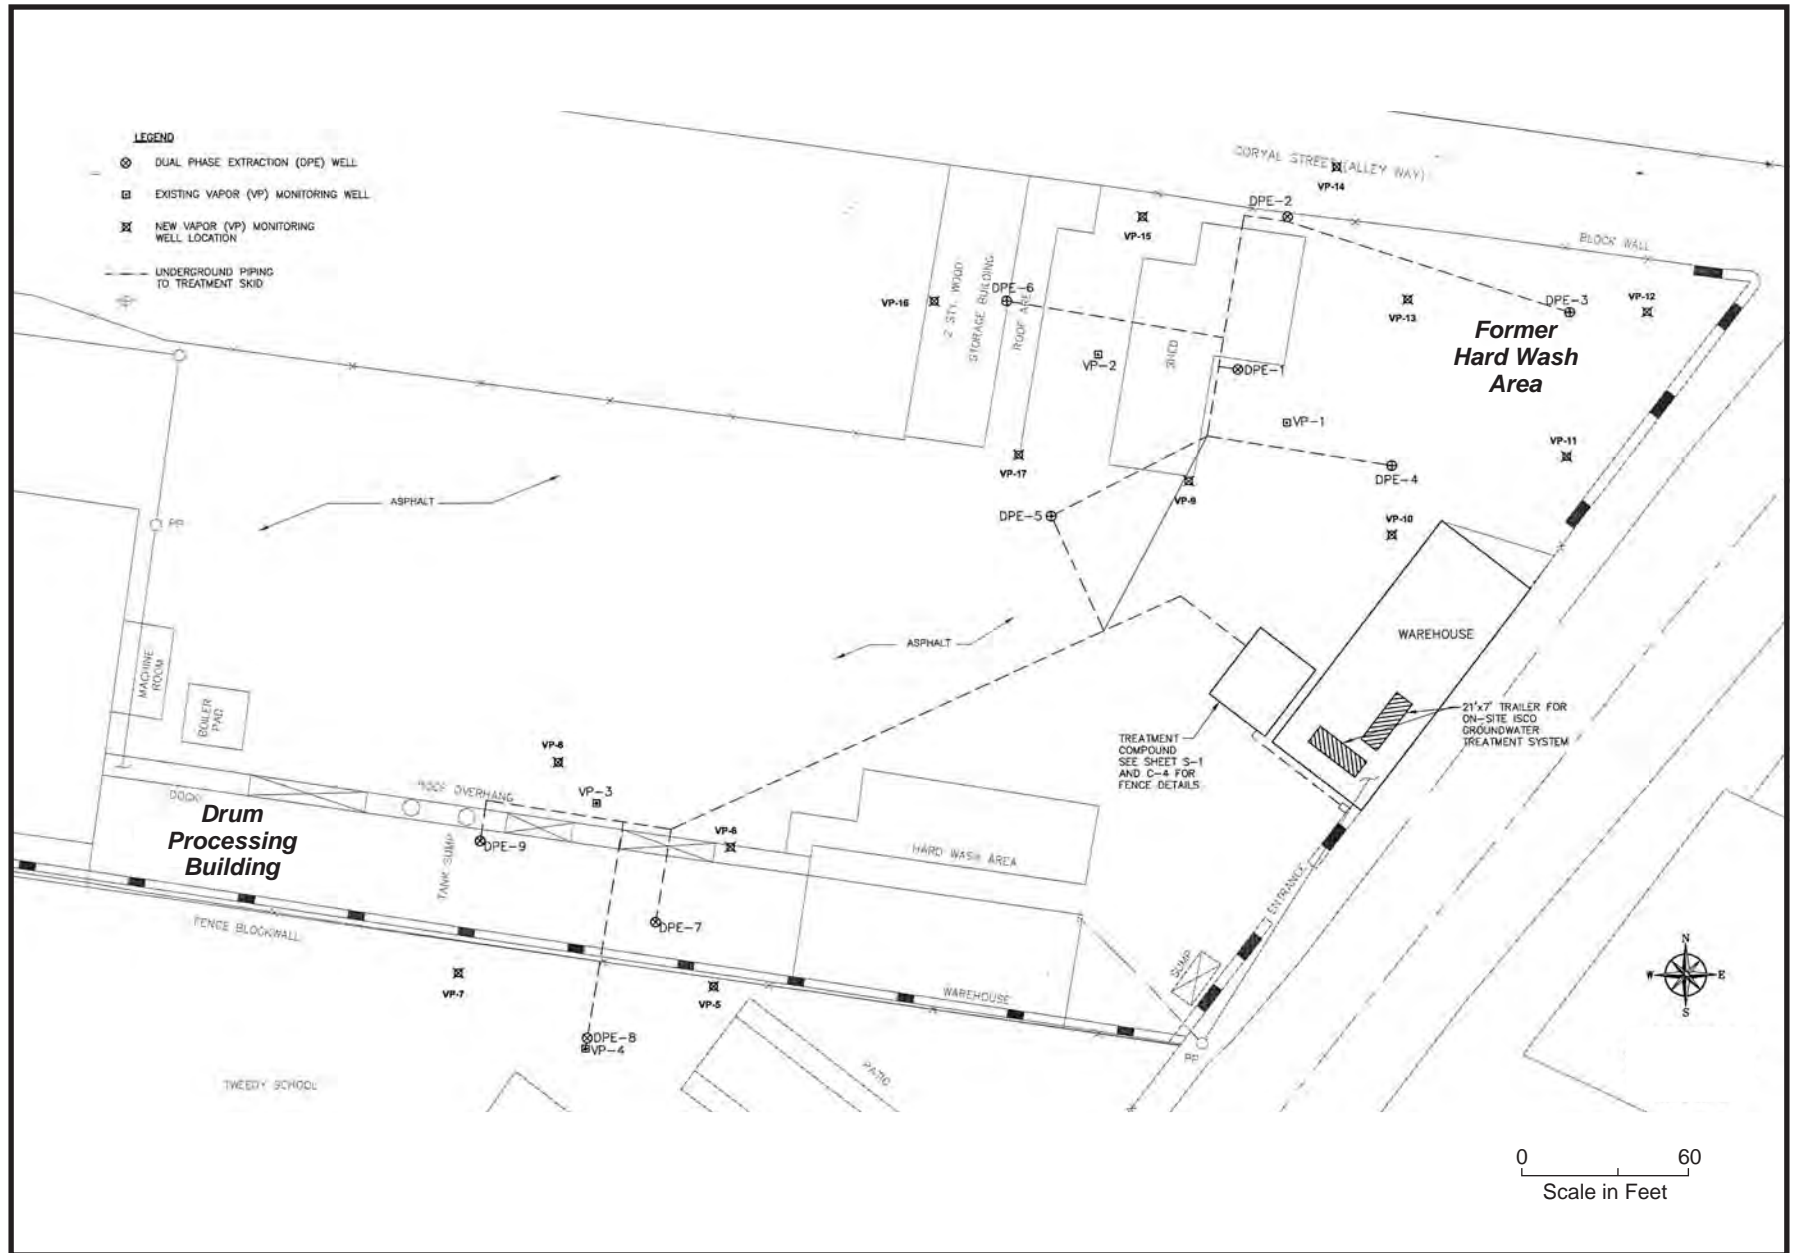 LEGEND
DUAL PHASE EXTRACTION (DPE) WELL
EXISTING VAPOR (VP) MONITORING WELL
NEW VAPOR (VP) MONITORING
WELL LOCATION
UNDERGROUND PIPING
TO TREATMENT SKID
CORYAL STREET (ALLEY WAY)
VP-14
DPE-2
VP-15
BLOCK WALL
VP-16
DPE-6
2 STY. WOOD
STORAGE BUILDING
ROOF AREA
SHED
VP-13
DPE-3
VP-12
Former
Hard Wash
Area
VP-2
DPE-1
VP-1
VP-11
VP-17
DPE-4
VP-9
ASPHALT
DPE-5
VP-10
PP
WAREHOUSE
ASPHALT
MACHINE
ROOM
BOILER
PAD
21'x7' TRAILER FOR
ON-SITE ISCO
GROUNDWATER
TREATMENT SYSTEM
TREATMENT
COMPOUND
SEE SHEET S-1
AND C-4 FOR
FENCE DETAILS
ROOF OVERHANG
VP-3
Drum
Processing
Building
TANK SUMP
DPE-9
VP-6
HARD WASH AREA
ENTRANCE
DPE-7
FENCE BLOCKWALL
SUMP
VP-7
VP-5
WAREHOUSE
N
W
E
S
DPE-8
VP-4
PP
PATIO
TWEEDY SCHOOL
0
60
Scale in Feet